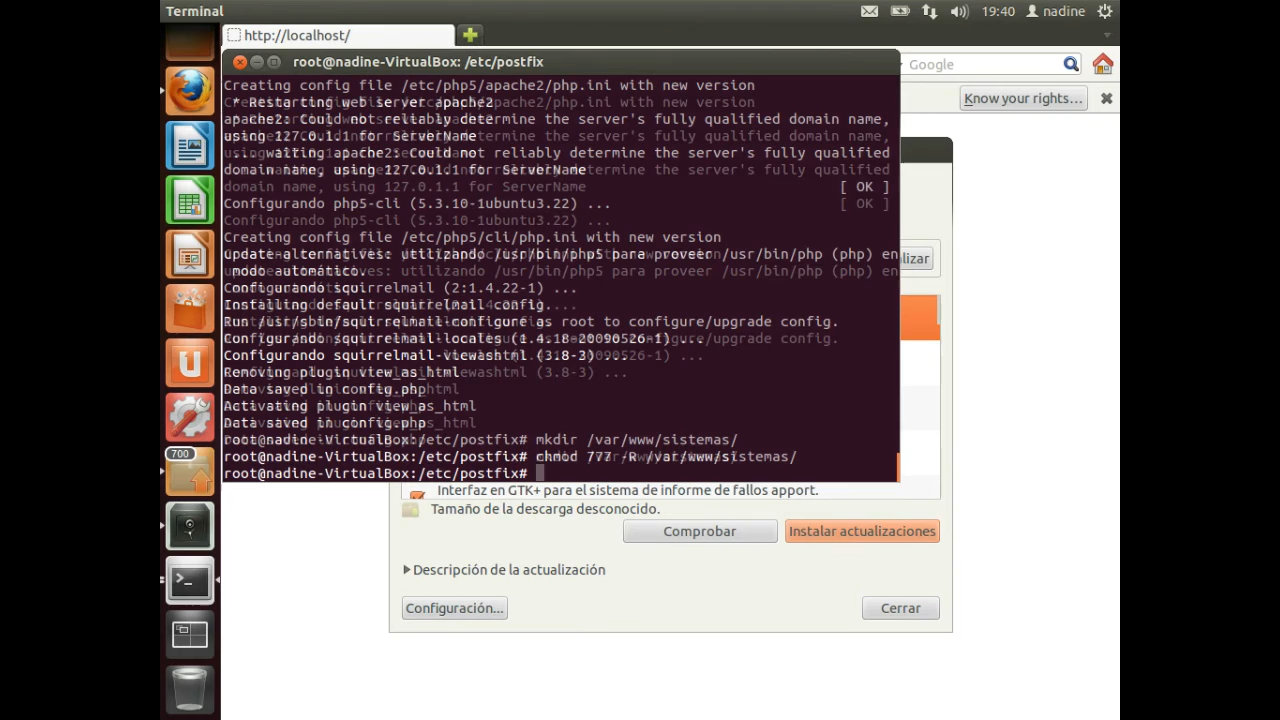 Terminal
19:40
nadine
http://localhost/
root@nadine-VirtualBox: /etc/postfix
Google
Know your rights...
Creating config file /etc/php5/apache2/php.ini with new version
* Restarting web server apache2
apache2: Could not reliably determine the server's fully qualified domain name,
using 127.0.1.1 for ServerName
... waiting apache2: Could not reliably determine the server's fully qualified
domain name, using 127.0.1.1 for ServerName
[ OK ]
Configurando php5-cli (5.3.10-1ubuntu3.22) ...
Creating config file /etc/php5/cli/php.ini with new version
update-alternatives: utilizando /usr/bin/php5 para proveer /usr/bin/php (php) en
modo automático.
Configurando squirrelmail (2:1.4.22-1) ...
Installing default squirrelmail config.
Run /usr/sbin/squirrelmail-configure as root to configure/upgrade config.
Configurando squirrelmail-locales (1.4.18-20090526-1) ...
Configurando squirrelmail-viewashtml (3.8-3) ...
Removing plugin view_as_html
Data saved in config.php
Activating plugin view_as_html
Data saved in config.php
root@nadine-VirtualBox:/etc/postfix# mkdir /var/www/sistemas/
root@nadine-VirtualBox:/etc/postfix# chmod 777 -R /var/www/sistemas/
root@nadine-VirtualBox:/etc/postfix#
lizar
700
Interfaz en GTK+ para el sistema de informe de fallos apport.
Tamaño de la descarga desconocido.
Comprobar
Instalar actualizaciones
Descripción de la actualización
Configuración...
Cerrar